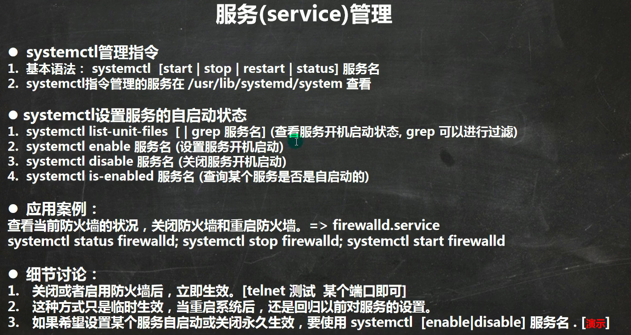 服务(service)管理
● systemctl管理指令
1. 基本语法： systemctl [start | stop | restart | status] 服务名
2. systemctl指令管理的服务在 /usr/lib/systemd/system 查看
● systemctl设置服务的自启动状态
1. systemctl list-unit-files [ | grep 服务名] (查看服务开机启动状态, grep 可以进行过滤)
2. systemctl enable 服务名 (设置服务开机启动)
3. systemctl disable 服务名 (关闭服务开机启动)
4. systemctl is-enabled 服务名 (查询某个服务是否是自启动的)
● 应用案例：
查看当前防火墙的状况，关闭防火墙和重启防火墙。=> firewalld.service
systemctl status firewalld; systemctl stop firewalld; systemctl start firewalld
● 细节讨论：
1. 关闭或者启用防火墙后，立即生效。[telnet 测试 某个端口即可]
2. 这种方式只是临时生效，当重启系统后，还是回归以前对服务的设置。
3. 如果希望设置某个服务自启动或关闭永久生效，要使用 systemctl [enable|disable] 服务名 . [演示]